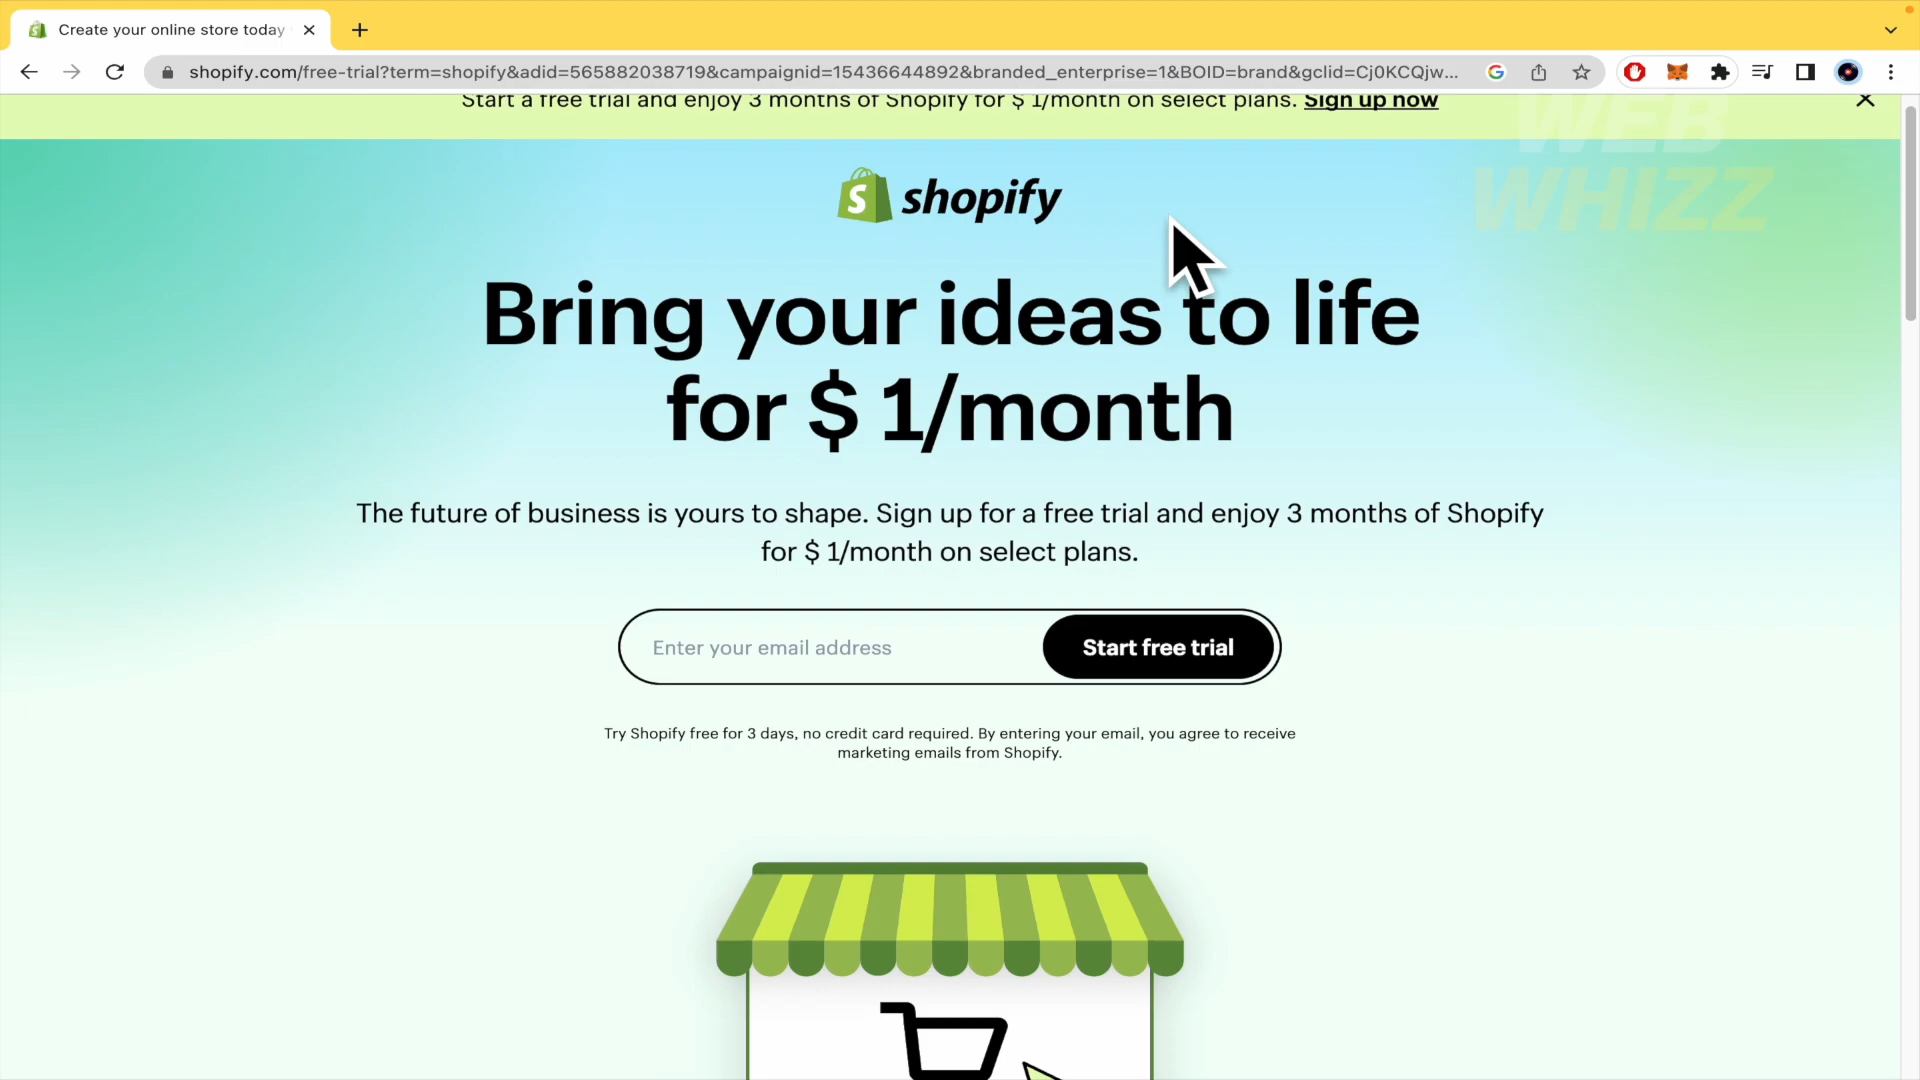 Create your online store today
shopify.com/free-trial?term=shopify&adid=565882038719&campaignid=15436644892&branded_enterprise=1&BOID=brand&gclid=Cj0KCQjw...
Start a free trial and enjoy 3 months of Shopify for $ 1/month on select plans. Sign up now
WEB
WHIZZ
shopify
Bring your ideas to life
for $ 1/month
The future of business is yours to shape. Sign up for a free trial and enjoy 3 months of Shopify
for $ 1/month on select plans.
Enter your email address
Start free trial
Try Shopify free for 3 days, no credit card required. By entering your email, you agree to receive
marketing emails from Shopify.